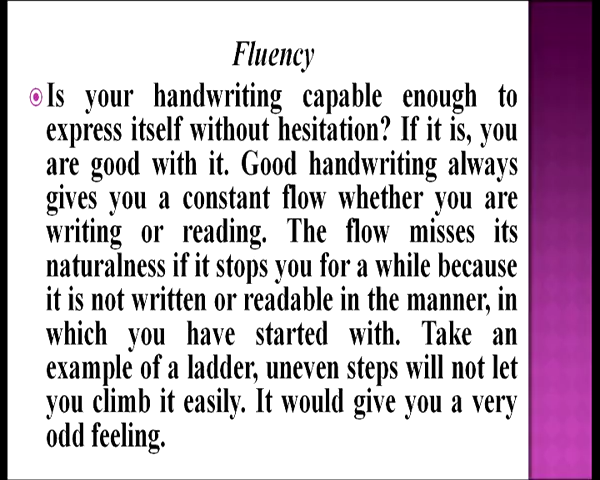 Fluency
Is your handwriting capable enough to
express itself without hesitation? If it is, you
are good with it. Good handwriting always
gives you a constant flow whether you are
writing or reading. The flow misses its
naturalness if it stops you for a while because
it is not written or readable in the manner, in
which you have started with. Take an
example of a ladder, uneven steps will not let
you climb it easily. It would give you a very
odd feeling.